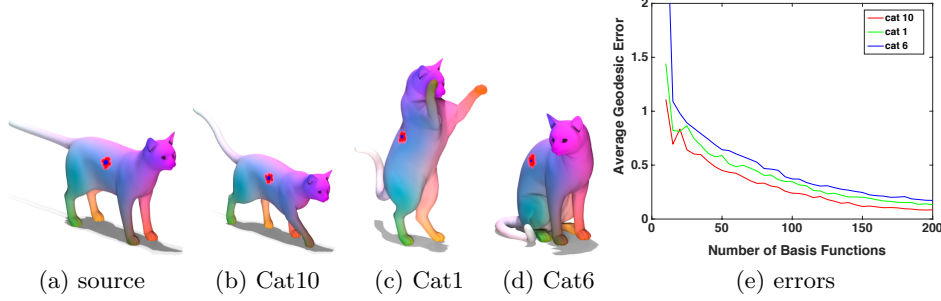 2
1.5
1
0.5
0
Average Geodesic Error
cat 10
cat 1
cat 6
0 50 100 150 200
Number of Basis Functions
(a) source (b) Cat10 (c) Cat1 (d) Cat6 (e) errors